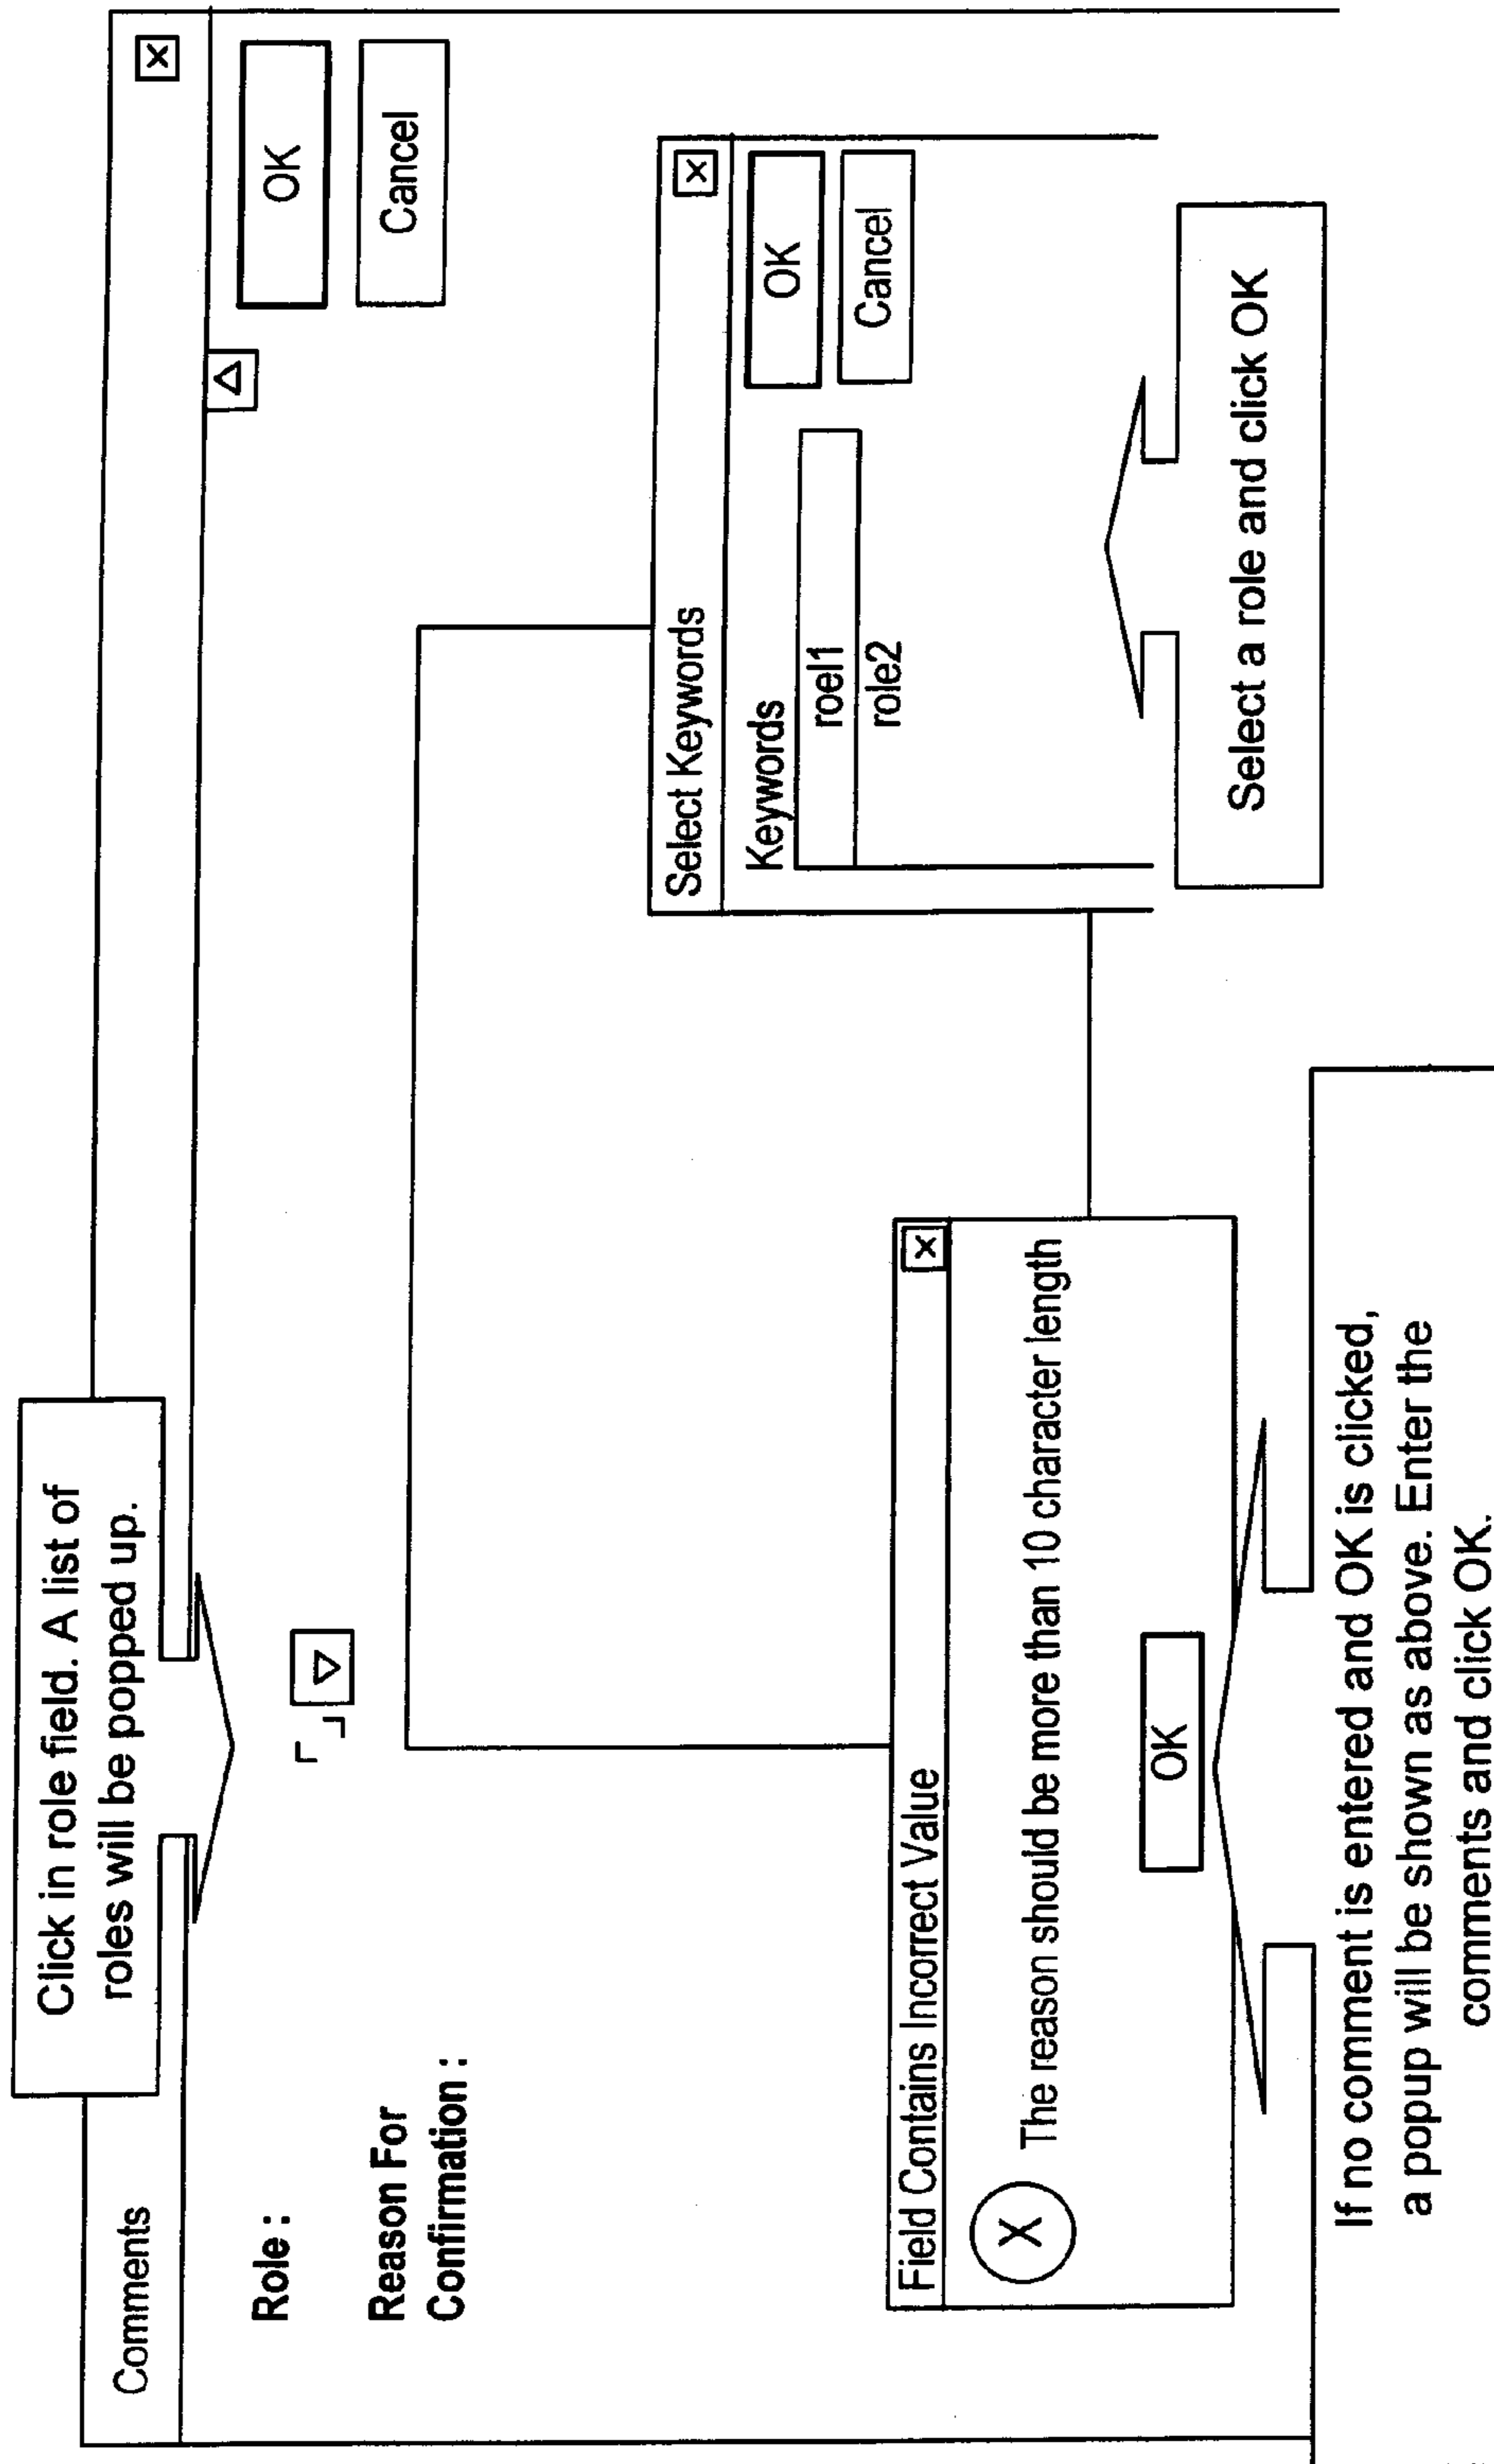 Click in role field. A list of
roles will be popped up.
Comments
X
Role :
OK
Cancel
Reason For
Confirmation :
Select Keywords
X
Keywords
OK
Cancel
roel1
role2
Select a role and click OK
Field Contains Incorrect Value
X
X
The reason should be more than 10 character length
OK
If no comment is entered and OK is clicked,
a popup will be shown as above. Enter the
comments and click OK.